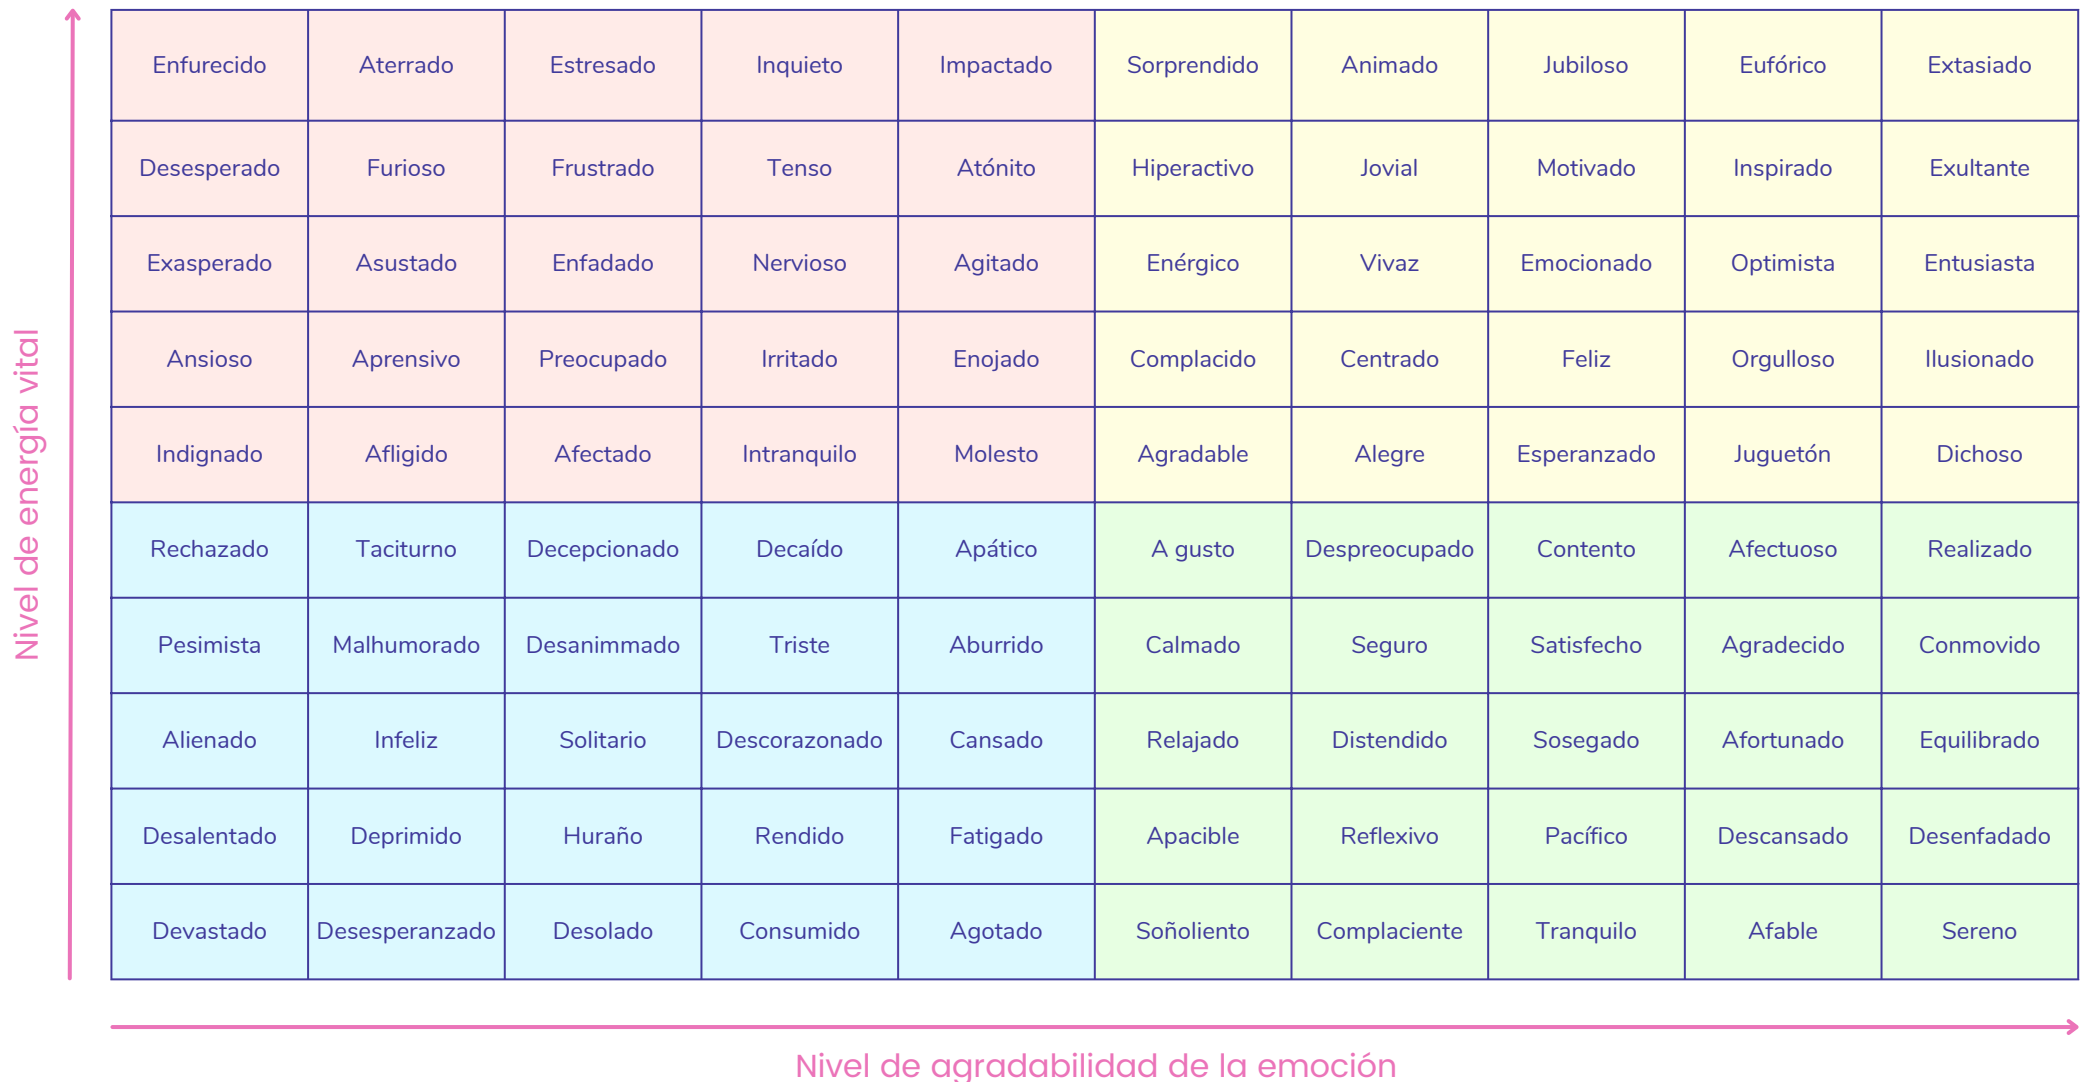 Enfurecido Aterrado Estresado Inquieto Impactado Sorprendido Animado Jubiloso Eufórico Extasiado
Desesperado Furioso Frustrado Tenso Atónito Hiperactivo Jovial Motivado Inspirado Exultante
Exasperado Asustado Enfadado Nervioso Agitado Enérgico Vivaz Emocionado Optimista Entusiasta
Ansioso Aprensivo Preocupado Irritado Enojado Complacido Centrado Feliz Orgulloso Ilusionado
Indignado Afligido Afectado Intranquilo Molesto Agradable Alegre Esperanzado Juguetón Dichoso
Rechazado Taciturno Decepcionado Decaído Apático A gusto Despreocupado Contento Afectuoso Realizado
Pesimista Malhumorado Desanimmado Triste Aburrido Calmado Seguro Satisfecho Agradecido Conmovido
Alienado Infeliz Solitario Descorazonado Cansado Relajado Distendido Sosegado Afortunado Equilibrado
Desalentado Deprimido Huraño Rendido Fatigado Apacible Reflexivo Pacífico Descansado Desenfadado
Devastado Desesperanzado Desolado Consumido Agotado Soñoliento Complaciente Tranquilo Afable Sereno
Nivel de energía vital
Nivel de agradabilidad de la emoción